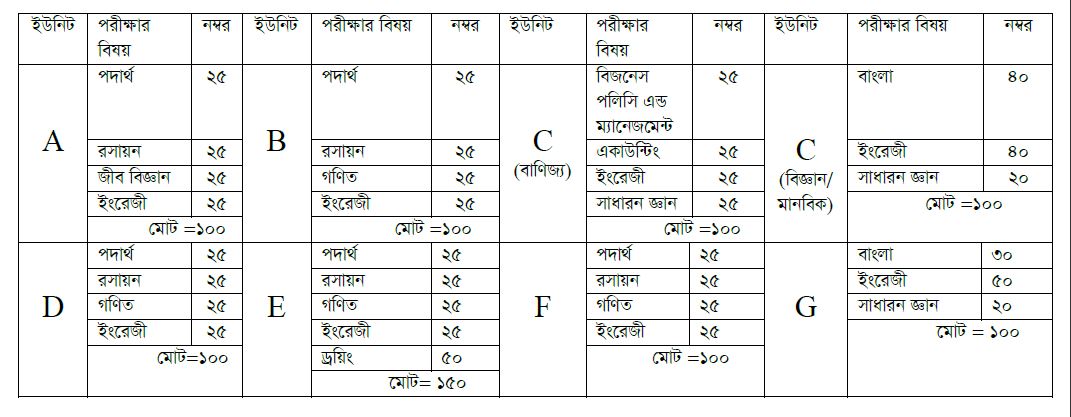 ইউনিট পরীক্ষার বিষয় নম্বর ইউনিট পরীক্ষার বিষয় নম্বর ইউনিট পরীক্ষার বিষয় নম্বর ইউনিট পরীক্ষার বিষয় নম্বর
A
পদার্থ ২৫
রসায়ন ২৫
জীব বিজ্ঞান ২৫
ইংরেজী ২৫
মোট =১০০
B
পদার্থ ২৫
রসায়ন ২৫
গণিত ২৫
ইংরেজী ২৫
মোট =১০০
C
(বাণিজ্য)
বিজনেস
পলিসি এন্ড
ম্যানেজমেন্ট ২৫
একাউন্টিং ২৫
ইংরেজী ২৫
সাধারন জ্ঞান ২৫
মোট =১০০
C
(বিজ্ঞান/
মানবিক)
বাংলা ৪০
ইংরেজী ৪০
সাধারন জ্ঞান ২০
মোট =১০০
D
পদার্থ ২৫
রসায়ন ২৫
গণিত ২৫
ইংরেজী ২৫
মোট=১০০
E
পদার্থ ২৫
রসায়ন ২৫
গণিত ২৫
ইংরেজী ২৫
ড্রয়িং ৫০
মোট= ১৫০
F
পদার্থ ২৫
রসায়ন ২৫
গণিত ২৫
ইংরেজী ২৫
মোট =১০০
G
বাংলা ৩০
ইংরেজী ৫০
সাধারন জ্ঞান ২০
মোট = ১০০